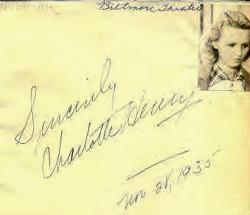 Biltmore Theatre
Sincerely
Charlotte Henry
Nov 28, 1935